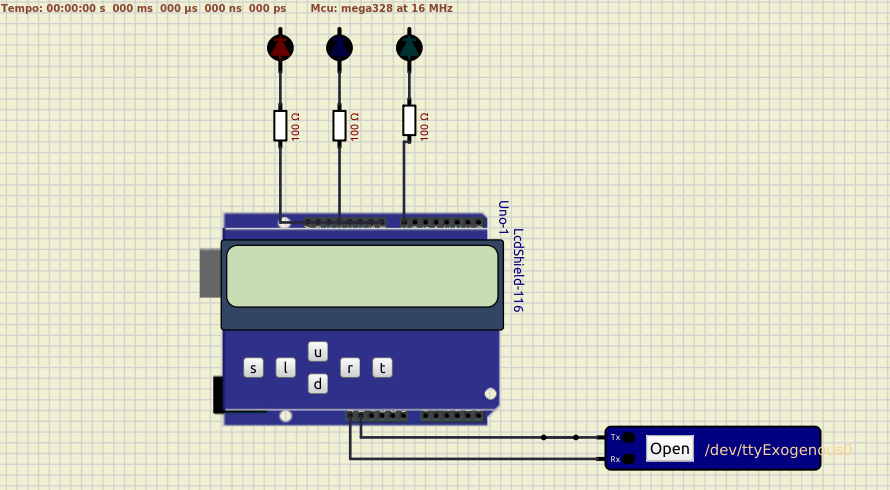 Tempo: 00:00:00 s  000 ms  000 µs  000 ns  000 ps  Mcu: mega328 at 16 MHz
100 Ω
100 Ω
100 Ω
Uno-1
LcdShield-116
u
s l r t
d
Tx
Open /dev/ttyExogenous0
Rx